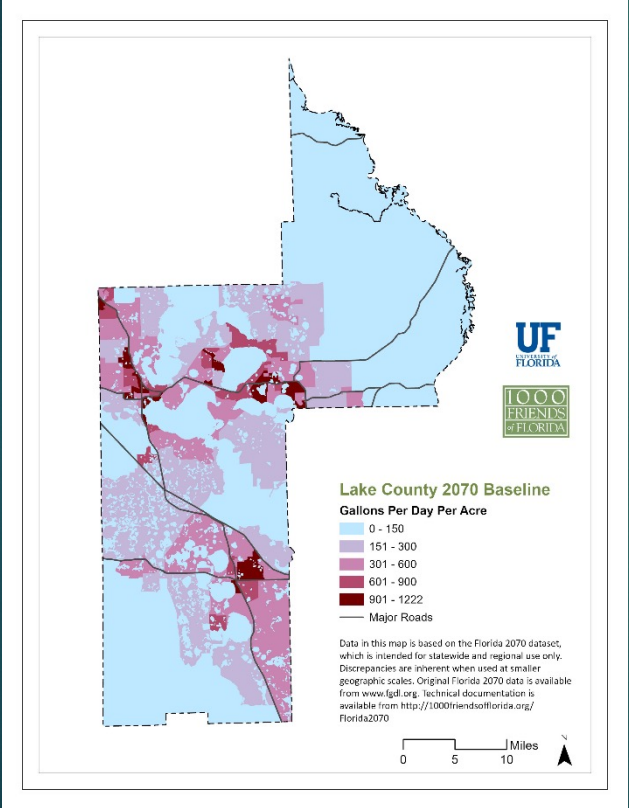 UF
UNIVERSITY of
FLORIDA
1000
FRIENDS
of FLORIDA
Lake County 2070 Baseline
Gallons Per Day Per Acre
0 - 150
151 - 300
301 - 600
601 - 900
901 - 1222
Major Roads
Data in this map is based on the Florida 2070 dataset,
which is intended for statewide and regional use only.
Discrepancies are inherent when used at smaller
geographic scales. Original Florida 2070 data is available
from www.fgdl.org. Technical documentation is
available from http://1000friendsofflorida.org/
Florida2070
Miles
0 5 10
N